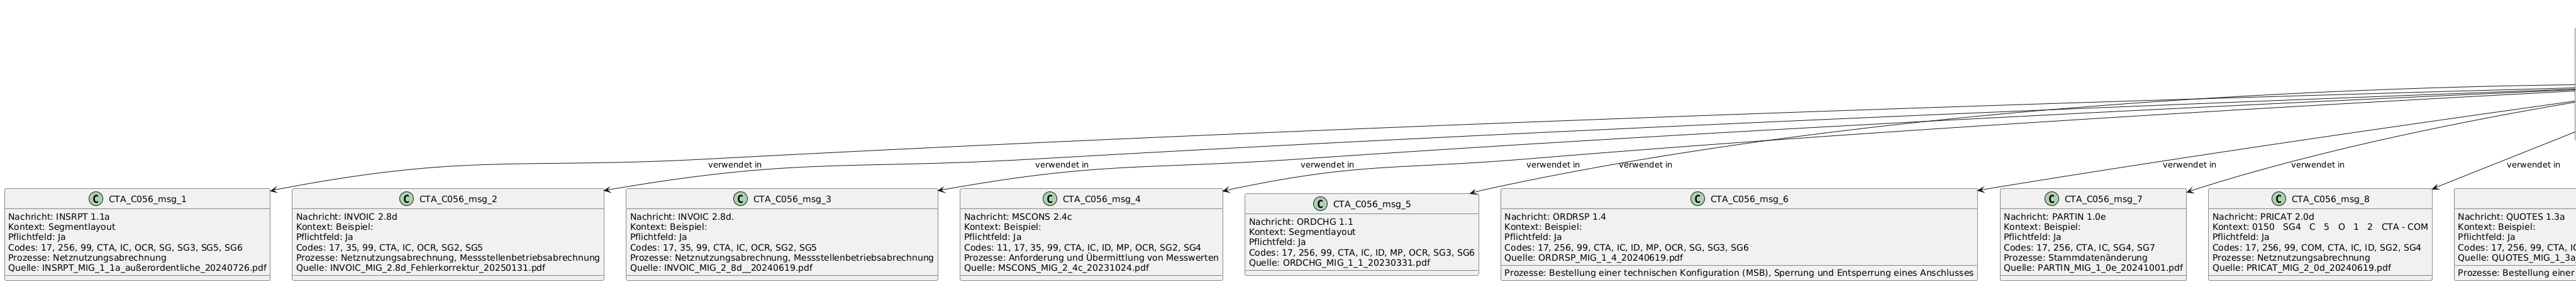 verwendet in
verwendet in
verwendet in
verwendet in
verwendet in
verwendet in
verwendet in
verwendet in
C CTA_C056_msg_1
Nachricht: INSRPT 1.1a
Kontext: Segmentlayout
Pflichtfeld: Ja
Codes: 17, 256, 99, CTA, IC, OCR, SG, SG3, SG5, SG6
Prozesse: Netznutzungsabrechnung
Quelle: INSRPT_MIG_1_1a_außerordentliche_20240726.pdf
C CTA_C056_msg_2
Nachricht: INVOIC 2.8d
Kontext: Beispiel:
Pflichtfeld: Ja
Codes: 17, 35, 99, CTA, IC, OCR, SG2, SG5
Prozesse: Netznutzungsabrechnung, Messstellenbetriebsabrechnung
Quelle: INVOIC_MIG_2.8d_Fehlerkorrektur_20250131.pdf
C CTA_C056_msg_3
Nachricht: INVOIC 2.8d.
Kontext: Beispiel:
Pflichtfeld: Ja
Codes: 17, 35, 99, CTA, IC, OCR, SG2, SG5
Prozesse: Netznutzungsabrechnung, Messstellenbetriebsabrechnung
Quelle: INVOIC_MIG_2_8d__20240619.pdf
C CTA_C056_msg_4
Nachricht: MSCONS 2.4c
Kontext: Beispiel:
Pflichtfeld: Ja
Codes: 11, 17, 35, 99, CTA, IC, ID, MP, OCR, SG2, SG4
Prozesse: Anforderung und Übermittlung von Messwerten
Quelle: MSCONS_MIG_2_4c_20231024.pdf
C CTA_C056_msg_5
Nachricht: ORDCHG 1.1
Kontext: Segmentlayout
Pflichtfeld: Ja
Codes: 17, 256, 99, CTA, IC, ID, MP, OCR, SG3, SG6
Quelle: ORDCHG_MIG_1_1_20230331.pdf
C CTA_C056_msg_6
Nachricht: ORDRSP 1.4
Kontext: Beispiel:
Pflichtfeld: Ja
Codes: 17, 256, 99, CTA, IC, ID, MP, OCR, SG, SG3, SG6
Quelle: ORDRSP_MIG_1_4_20240619.pdf
Prozesse: Bestellung einer technischen Konfiguration (MSB), Sperrung und Entsperrung eines Anschlusses
C CTA_C056_msg_7
Nachricht: PARTIN 1.0e
Kontext: Beispiel:
Pflichtfeld: Ja
Codes: 17, 256, CTA, IC, SG4, SG7
Prozesse: Stammdatenänderung
Quelle: PARTIN_MIG_1_0e_20241001.pdf
C CTA_C056_msg_8
Nachricht: PRICAT 2.0d
Kontext: 0150 SG4 C 5 O 1 2 CTA - COM
Pflichtfeld: Ja
Codes: 17, 256, 99, COM, CTA, IC, ID, SG2, SG4
Prozesse: Netznutzungsabrechnung
Quelle: PRICAT_MIG_2_0d_20240619.pdf
Nachricht: QUOTES 1.3a
Kontext: Beispiel:
Pflichtfeld: Ja
Codes: 17, 256, 99, CTA,
Quelle: QUOTES_MIG_1_3a
Prozesse: Bestellung einer